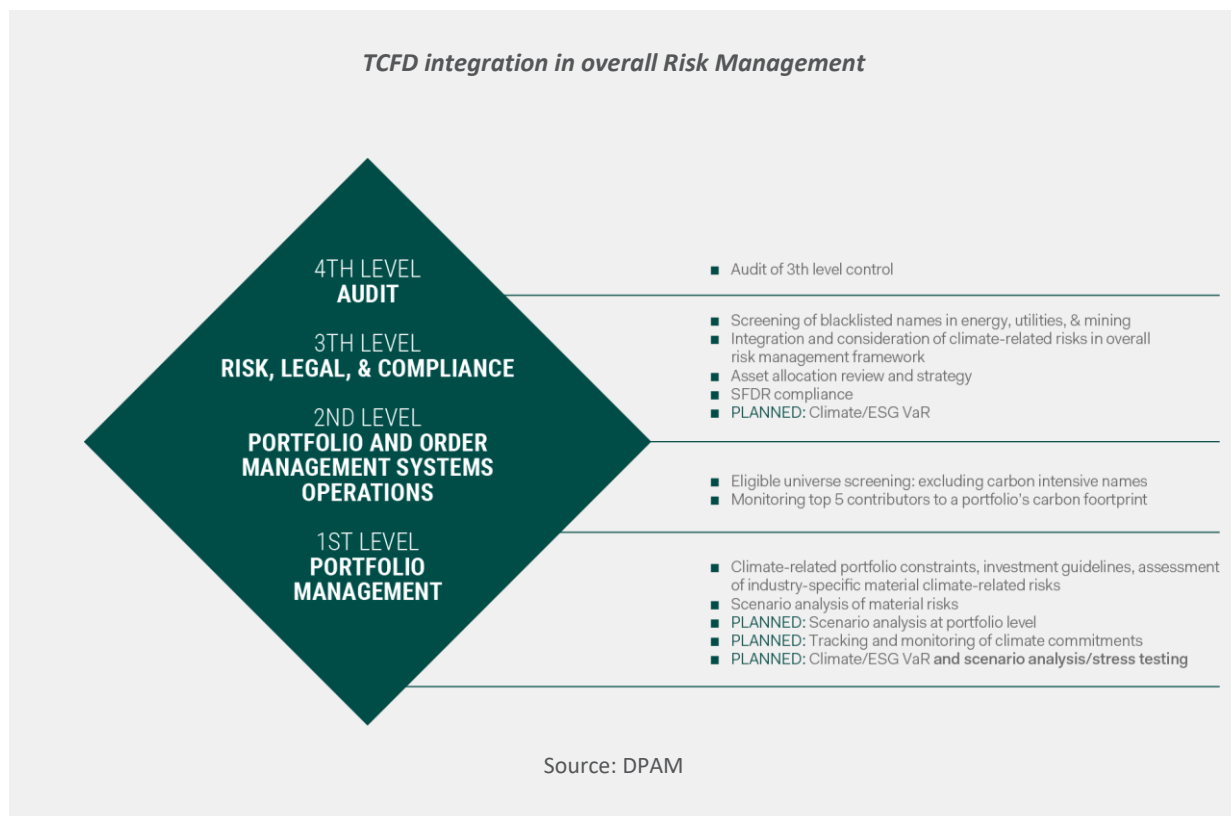 TCFD integration in overall Risk Management
4TH LEVEL
AUDIT
■ Audit of 3th level control
3TH LEVEL
RISK, LEGAL, & COMPLIANCE
■ Screening of blacklisted names in energy, utilities, & mining
■ Integration and consideration of climate-related risks in overall
risk management framework
■ Asset allocation review and strategy
■ SFDR compliance
■ PLANNED: Climate/ESG VaR
2ND LEVEL
PORTFOLIO AND ORDER
MANAGEMENT SYSTEMS
OPERATIONS
■ Eligible universe screening: excluding carbon intensive names
■ Monitoring top 5 contributors to a portfolio's carbon foortprint
1ST LEVEL
PORTFOLIO
MANAGEMENT
■ Climate-related portfolio constraints, investment guidelines, assessment
of industry-specific material climate-related risks
■ Scenario analysis of material risks
■ PLANNED: Scenario analysis at portfolio level
■ PLANNED: Tracking and monitoring of climate commitments
■ PLANNED: Climate/ESG VaR and scenario analysis/stress testing
Source: DPAM